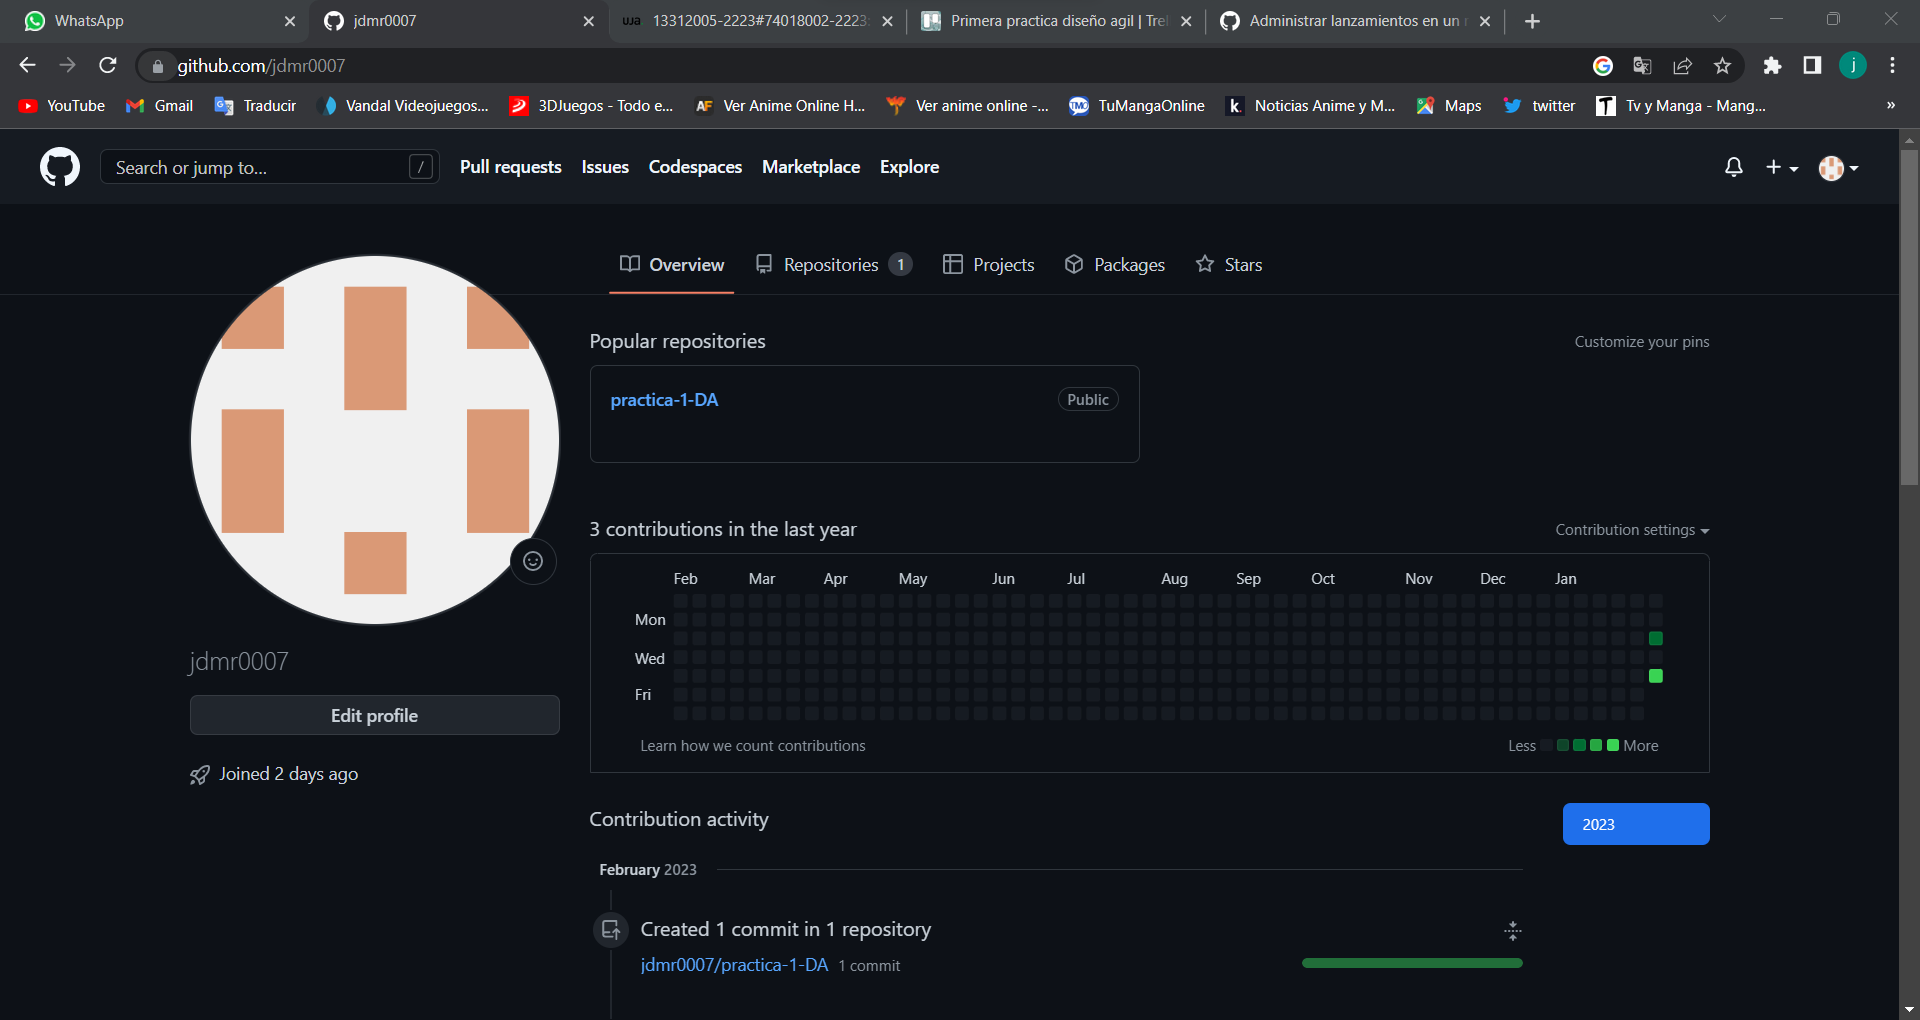 WhatsApp
jdmr0007
uja 13312005-2223#74018002-2223:
Primera practica diseño agil | Trel
Administrar lanzamientos en un r
github.com/jdmr0007
j
YouTube
Gmail
Traducir
Vandal Videojuegos...
3DJuegos - Todo e...
AF Ver Anime Online H...
Ver anime online -...
TMO TuMangaOnline
k. Noticias Anime y M...
Maps
twitter
T Tv y Manga - Mang...
»
Search or jump to... /
Pull requests
Issues
Codespaces
Marketplace
Explore
Overview
Repositories 1
Projects
Packages
Stars
Popular repositories
Customize your pins
practica-1-DA
Public
3 contributions in the last year
Contribution settings
Feb Mar Apr May Jun Jul Aug Sep Oct Nov Dec Jan
Mon
Wed
Fri
Learn how we count contributions
Less More
jdmr0007
Edit profile
Joined 2 days ago
Contribution activity
2023
February 2023
Created 1 commit in 1 repository
jdmr0007/practica-1-DA 1 commit